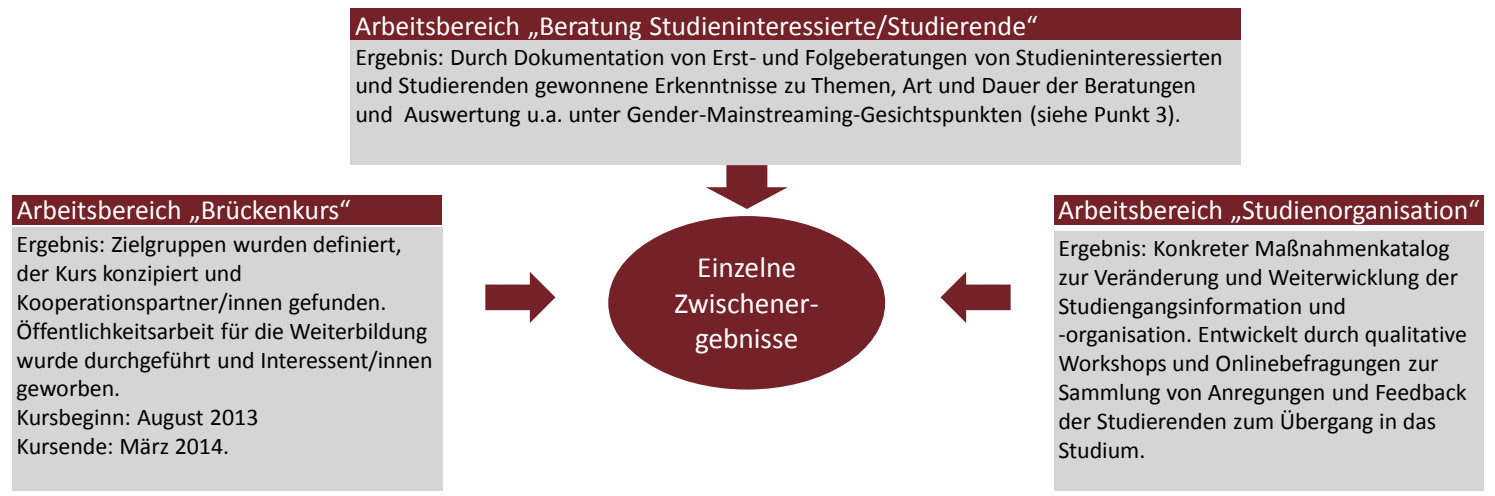 Arbeitsbereich „Beratung Studieninteressierte/Studierende“
Ergebnis: Durch Dokumentation von Erst- und Folgeberatungen von Studieninteressierten
und Studierenden gewonnene Erkenntnisse zu Themen, Art und Dauer der Beratungen
und Auswertung u.a. unter Gender-Mainstreaming-Gesichtspunkten (siehe Punkt 3).
Arbeitsbereich „Brückenkurs“
Ergebnis: Zielgruppen wurden definiert,
der Kurs konzipiert und
Kooperationspartner/innen gefunden.
Öffentlichkeitsarbeit für die Weiterbildung
wurde durchgeführt und Interessent/innen
geworben.
Kursbeginn: August 2013
Kursende: März 2014.
Einzelne
Zwischener-
gebnisse
Arbeitsbereich „Studienorganisation“
Ergebnis: Konkreter Maßnahmenkatalog
zur Veränderung und Weiterwicklung der
Studiengangsinformation und
-organisation. Entwickelt durch qualitative
Workshops und Onlinebefragungen zur
Sammlung von Anregungen und Feedback
der Studierenden zum Übergang in das
Studium.